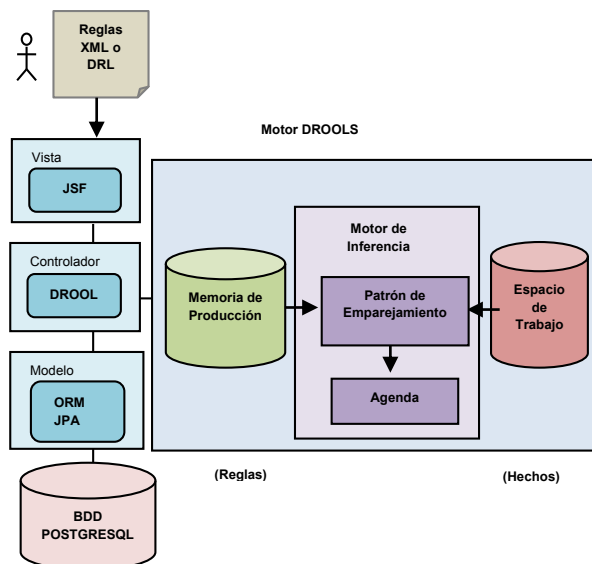 Reglas
XML o
DRL
Motor DROOLS
Vista
JSF
Controlador
DROOL
Modelo
ORM
JPA
BDD
POSTGRESQL
Memoria de
Producción
Motor de
Inferencia
Patrón de
Emparejamiento
Agenda
Espacio
de
Trabajo
(Reglas)
(Hechos)